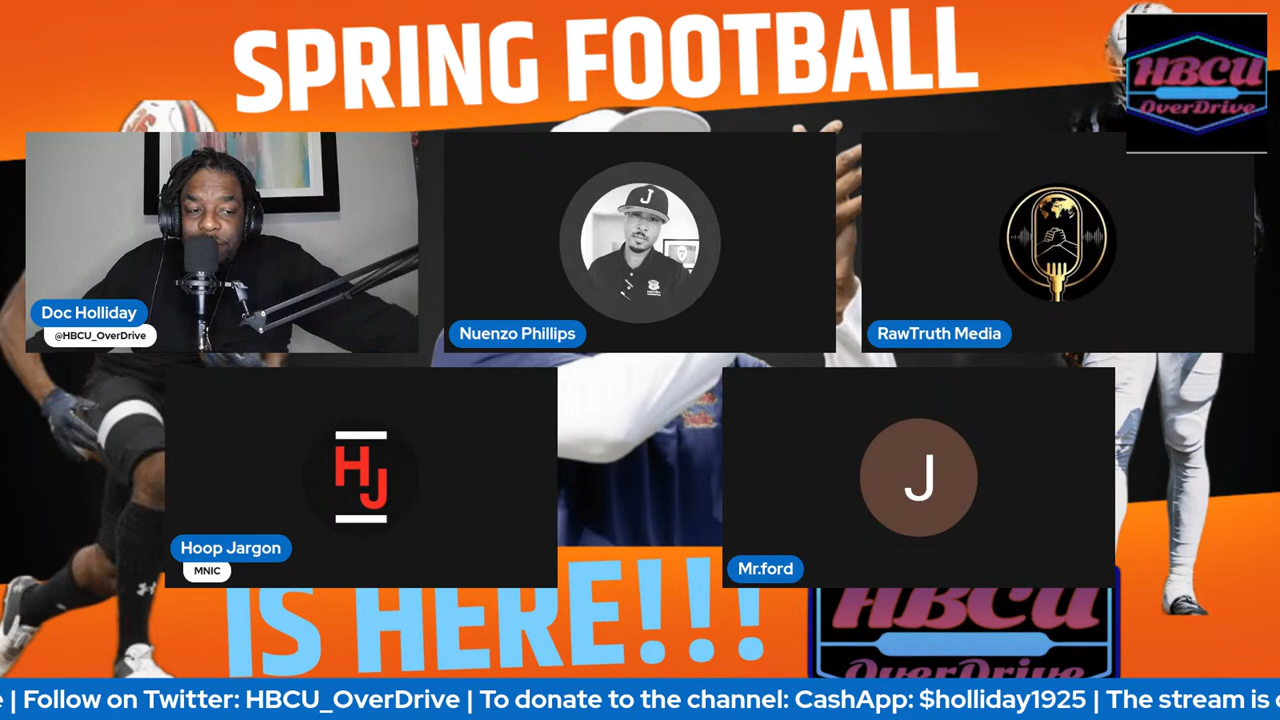 SPRING FOOTBALL
HBCU
OverDrive
Doc Holliday
@HBCU_OverDrive
J
Nuenzo Phillips
RawTruth Media
HJ
Hoop Jargon
MNIC
J
Mr.ford
IS HERE!!!
HBCU
OverDrive
| Follow on Twitter: HBCU_OverDrive | To donate to the channel: CashApp: $holliday1925 | The stream is